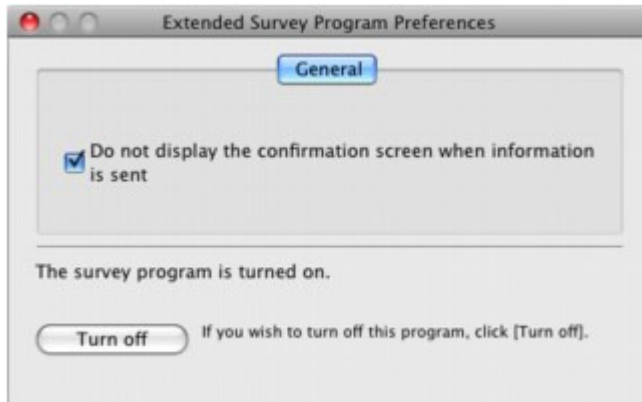 Extended Survey Program Preferences
General
Do not display the confirmation screen when information
is sent
The survey program is turned on.
Turn off
If you wish to turn off this program, click [Turn off].